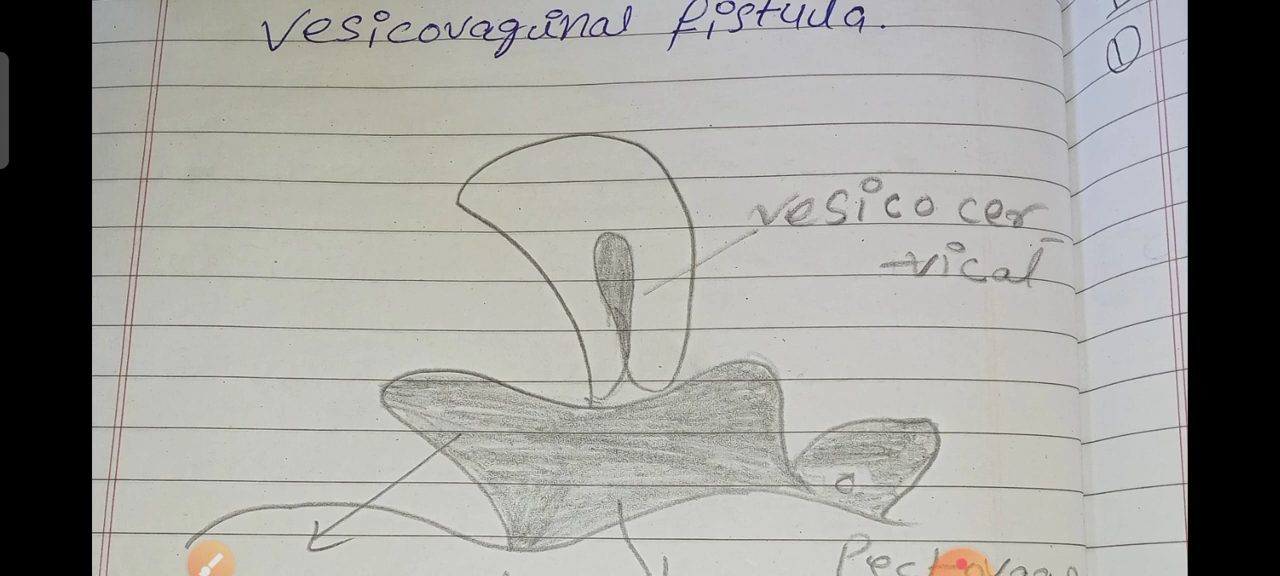 Vesicovaginal fistula.
①
vesico cer
-vical